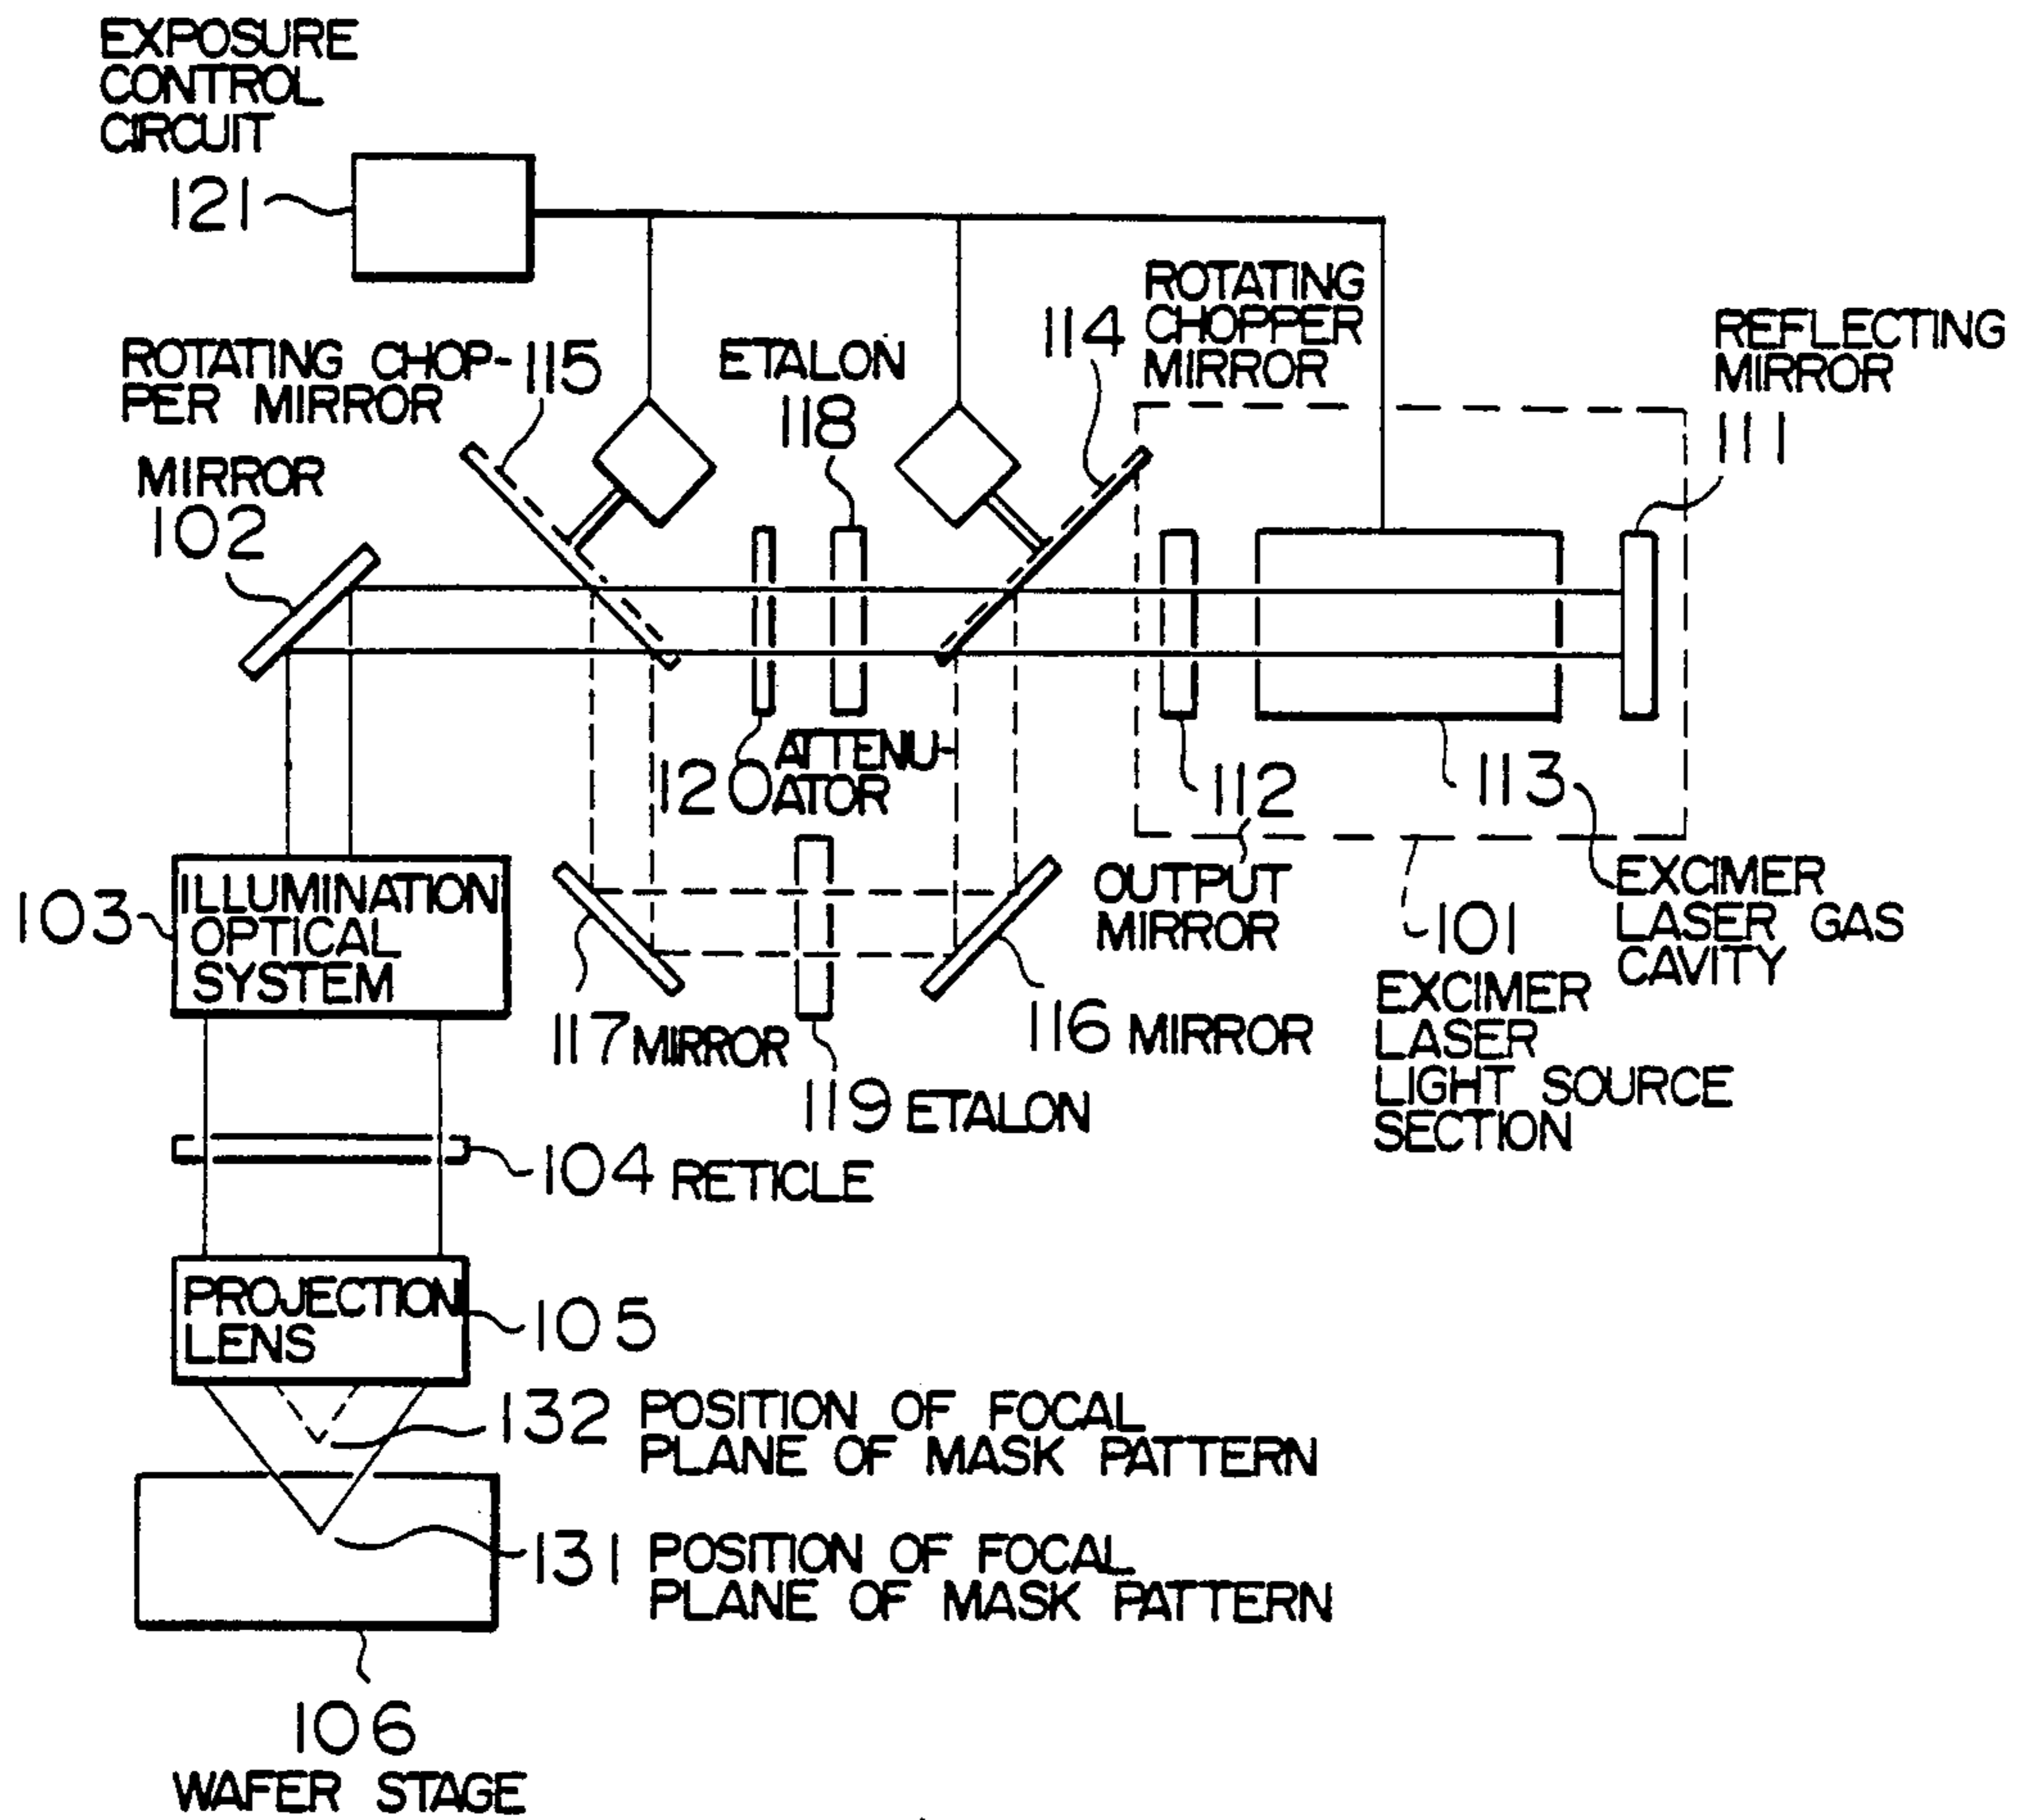 EXPOSURE
CONTROL
CIRCUIT
121
ROTATING CHOP-
PER MIRROR
115
ETALON
118
114
ROTATING
CHOPPER
MIRROR
REFLECTING
MIRROR
111
MIRROR
102
120
ATTENU-
ATOR
112
OUTPUT
MIRROR
113
EXCIMER
LASER GAS
CAVITY
101
EXCIMER
LASER
LIGHT SOURCE
SECTION
103
ILLUMINATION
OPTICAL
SYSTEM
117 MIRROR
116 MIRROR
119 ETALON
104 RETICLE
PROJECTION
LENS
105
132 POSITION OF FOCAL
PLANE OF MASK PATTERN
131 POSITION OF FOCAL
PLANE OF MASK PATTERN
106
WAFER STAGE